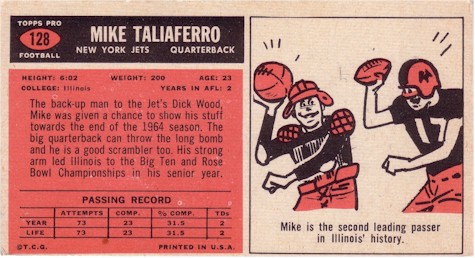 TOPPS PRO
128
FOOTBALL
MIKE TALIAFERRO
NEW YORK JETS QUARTERBACK
HEIGHT: 6:02 WEIGHT: 200 AGE: 23
COLLEGE: Illinois YEARS IN AFL: 2
The back-up man to the Jet's Dick Wood,
Mike was given a chance to show his stuff
towards the end of the 1964 season. The
big quarterback can throw the long bomb
and he is a good scrambler too. His strong
arm led Illinois to the Big Ten and Rose
Bowl Championships in his senior year.
PASSING RECORD
ATTEMPTS COMP. % COMP. TDs
YEAR 73 23 31.5 2
LIFE 73 23 31.5 2
©T.C.G. PRINTED IN U.S.A.
17
Mike is the second leading passer
in Illinois' history.